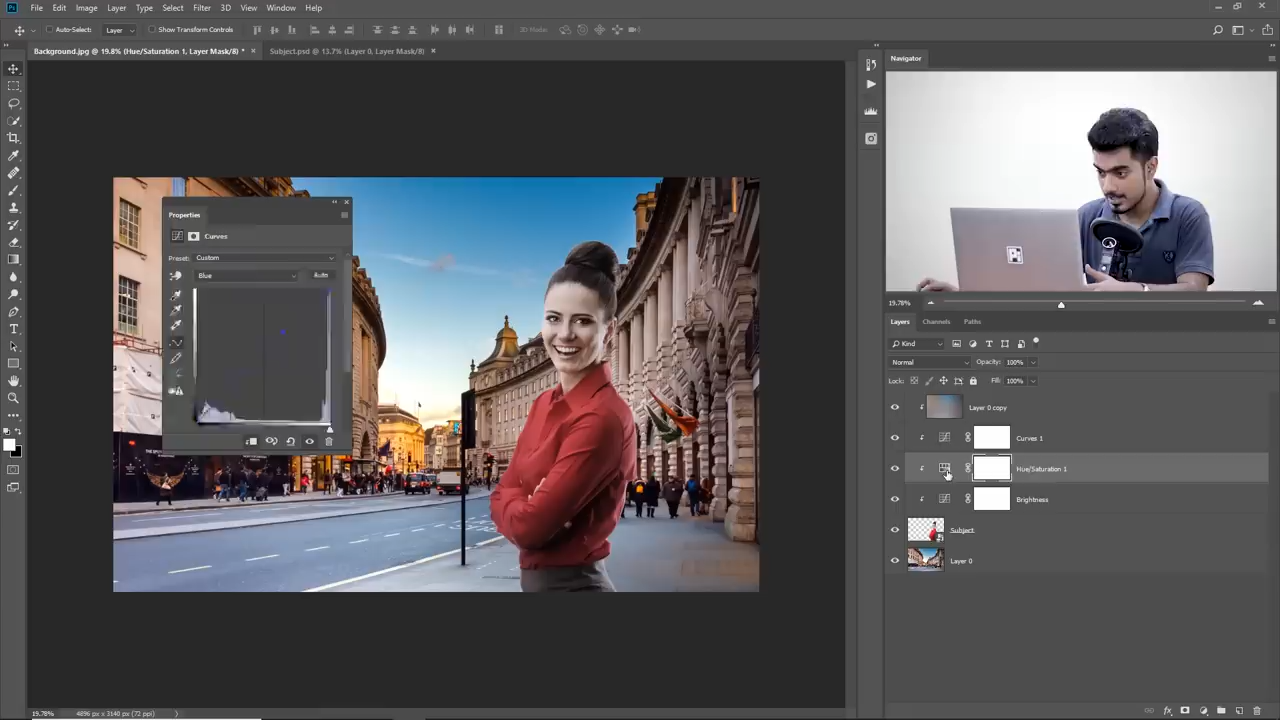 Ps File Edit Image Layer Type Select Filter 3D View Window Help
Auto-Select: Layer Show Transform Controls 3D Mode:
Background.jpg @ 19.8% (Hue/Saturation 1, Layer Mask/8) * × Subject.psd @ 13.7% (Layer 0, Layer Mask/8) ×
Navigator
Properties
Curves
Preset: Custom
Blue Auto
19.78%
Layers Channels Paths
Kind
Normal Opacity: 100%
Lock: Fill: 100%
Layer 0 copy
Curves 1
Hue/Saturation 1
Brightness
Subject
Layer 0
19.78% 4896 px x 3140 px (72 ppi)